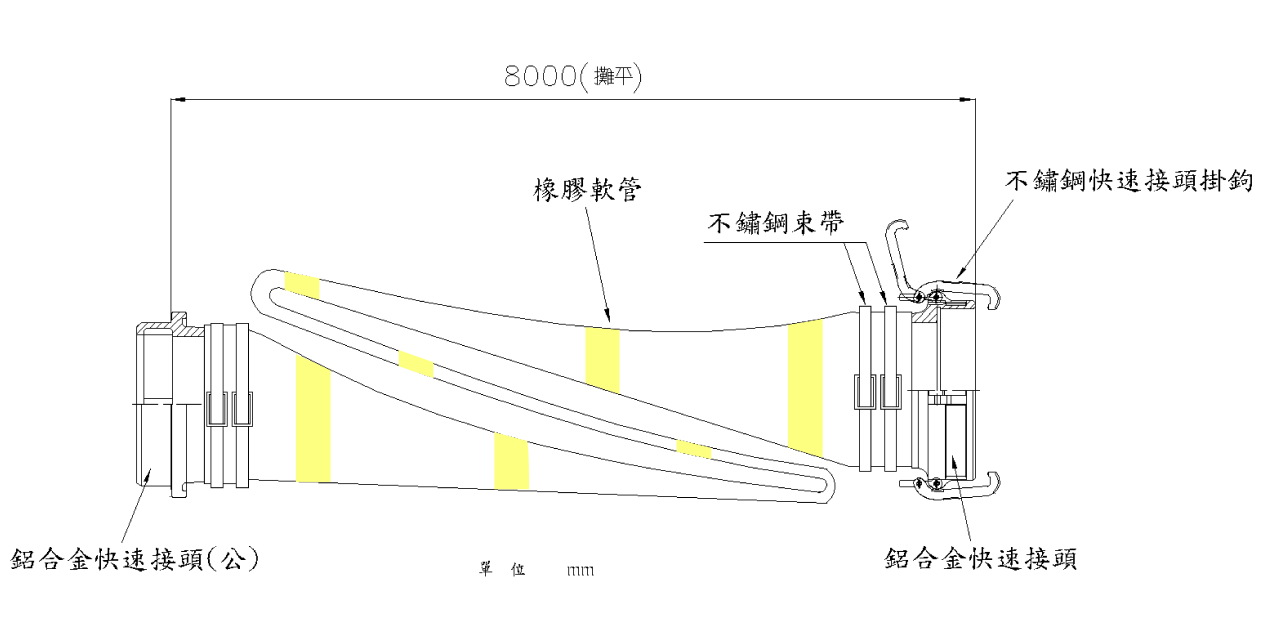 8000(攤平)
不鏽鋼快速接頭掛鉤
橡膠軟管
不鏽鋼束帶
鋁合金快速接頭(公)
鋁合金快速接頭
單 位 mm